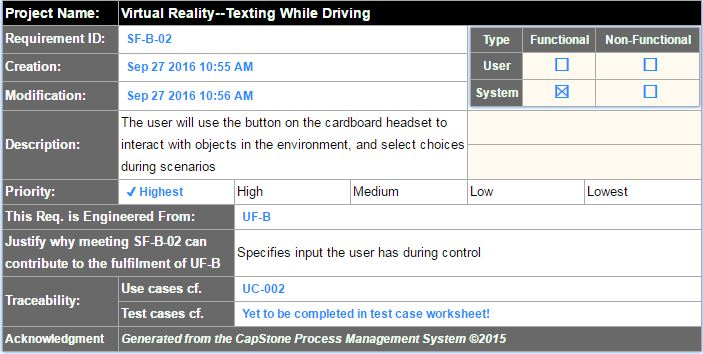 Project Name: Virtual Reality--Texting While Driving
Requirement ID: SF-B-02
Type Functional Non-Functional
Creation: Sep 27 2016 10:55 AM
User ☐ ☐
Modification: Sep 27 2016 10:56 AM
System ☒ ☐
Description: The user will use the button on the cardboard headset to
interact with objects in the environment, and select choices
during scenarios
Priority: ✔ Highest High Medium Low Lowest
This Req. is Engineered From: UF-B
Justify why meeting SF-B-02 can
contribute to the fulfilment of UF-B
Specifies input the user has during control
Traceability: Use cases cf. UC-002
Test cases cf. Yet to be completed in test case worksheet!
Acknowledgment Generated from the CapStone Process Management System ©2015